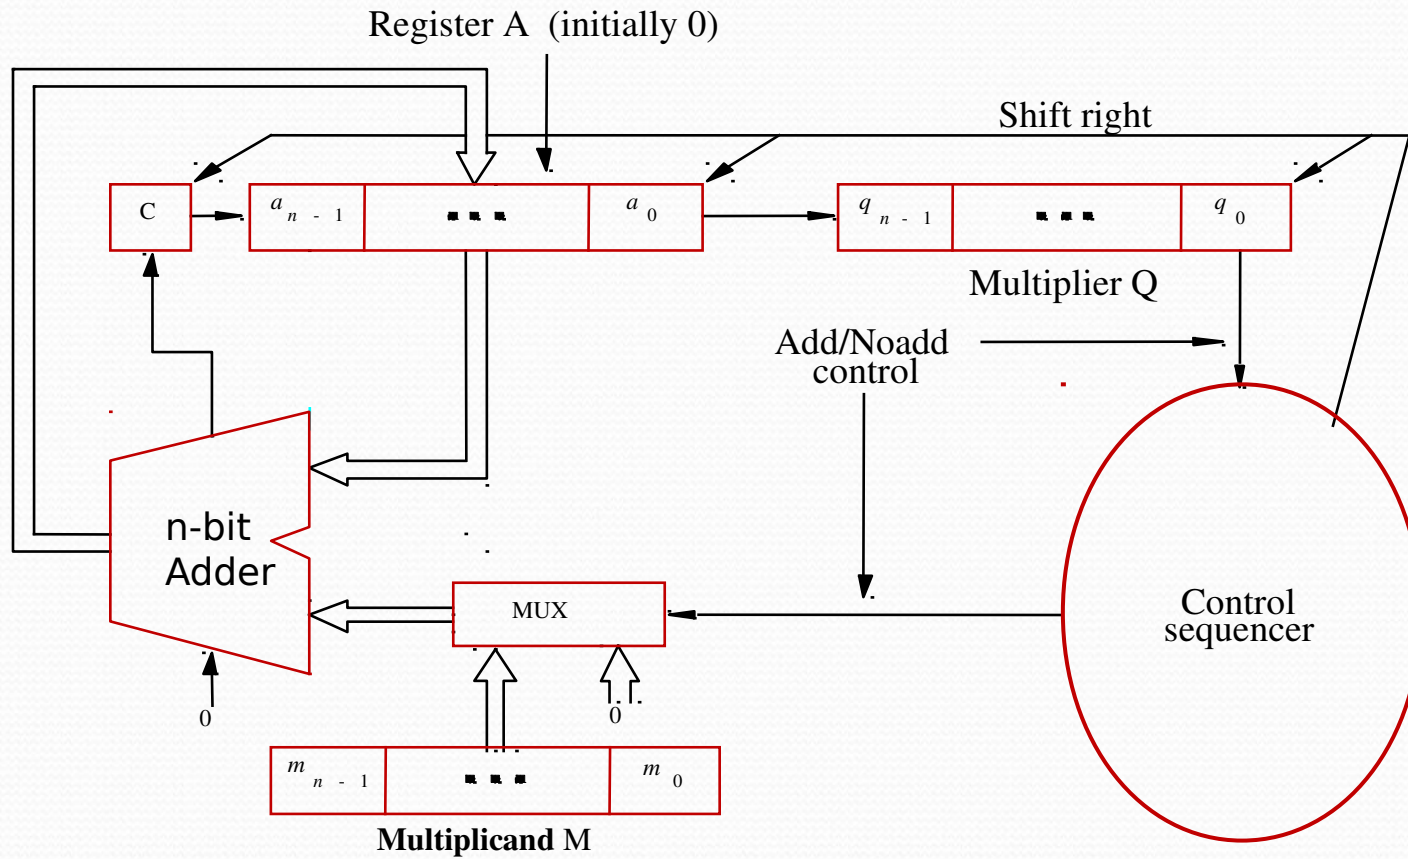 Register A (initially 0)
Shift right
C
a n - 1
a 0
q n - 1
q 0
Multiplier Q
Add/Noadd
control
n-bit
Adder
MUX
Control
sequencer
0
0
m n - 1
m 0
Multiplicand M